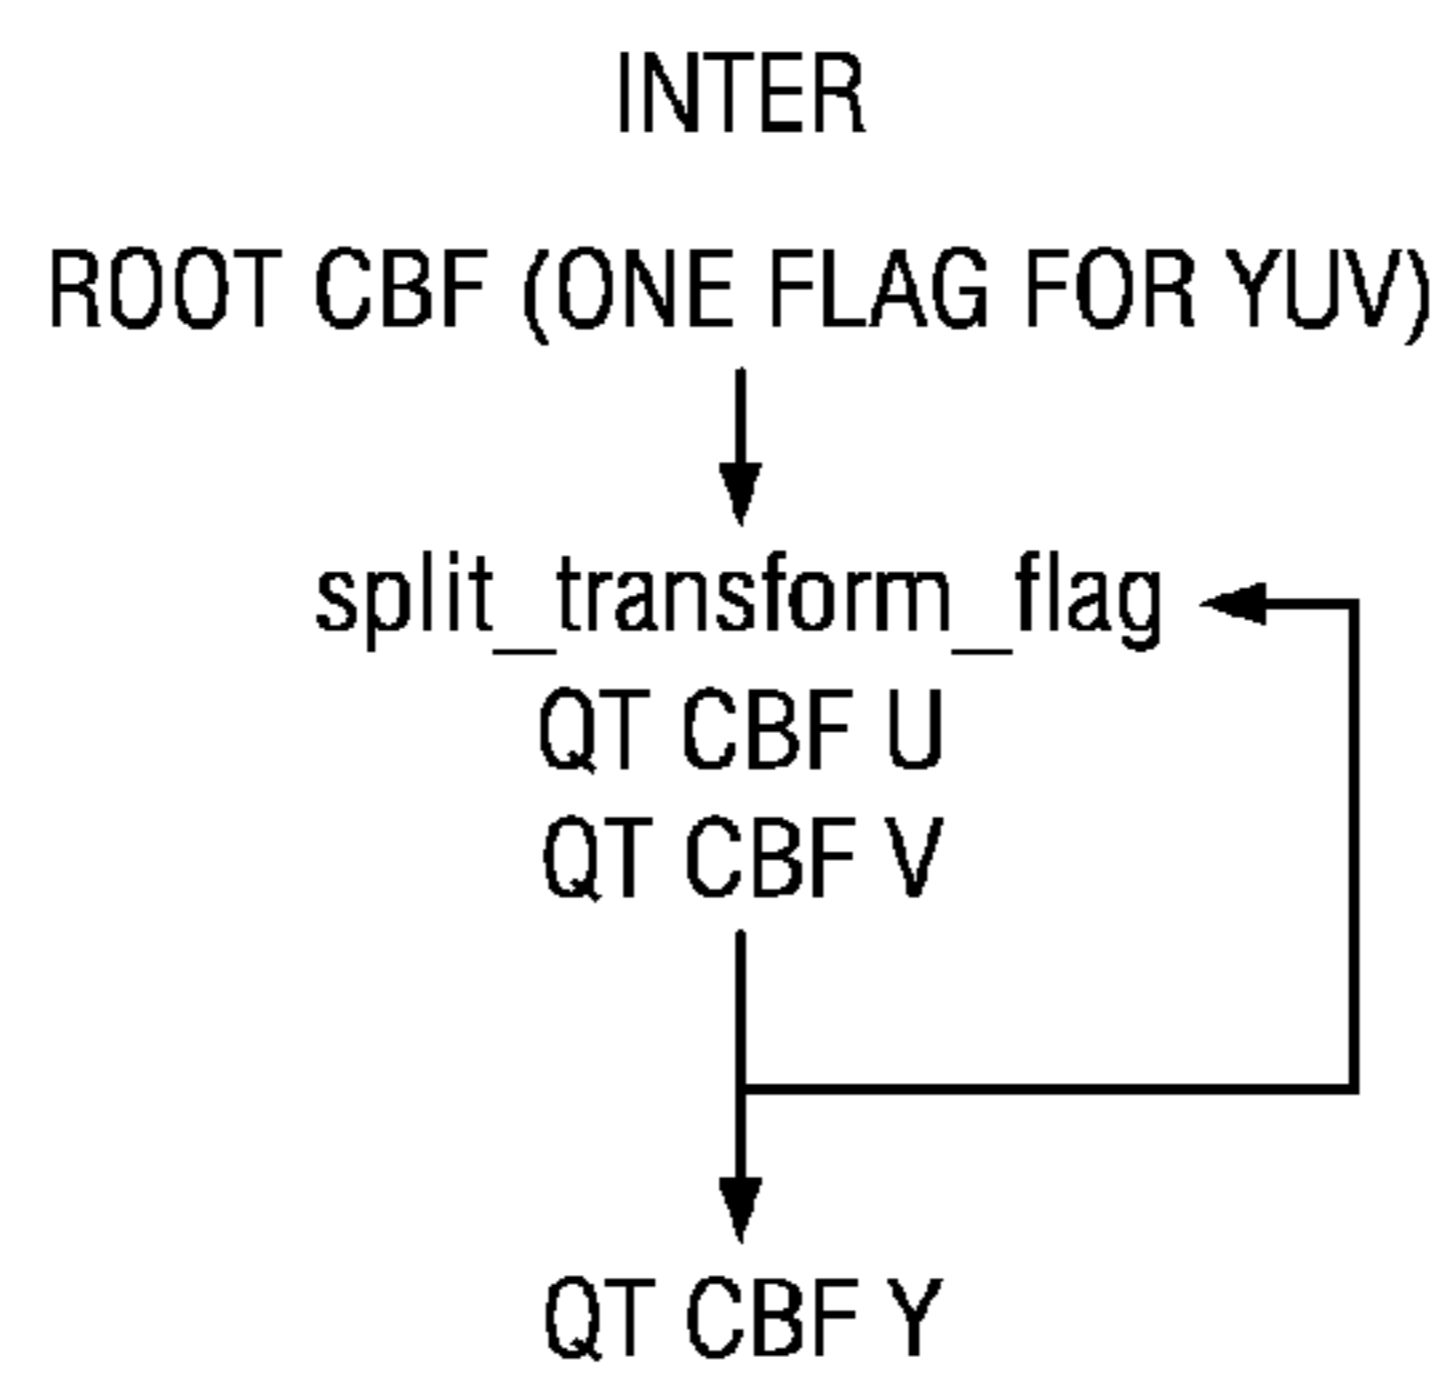 INTER
ROOT CBF (ONE FLAG FOR YUV)
split_transform_flag
QT CBF U
QT CBF V
QT CBF Y